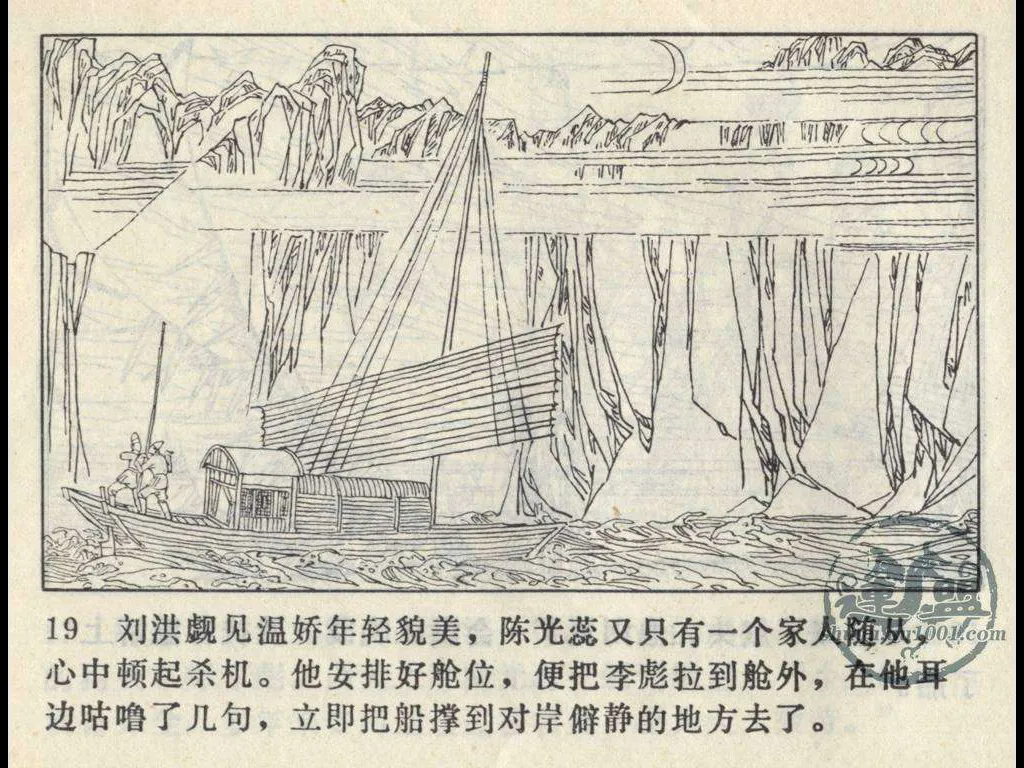 19 刘洪觑见温娇年轻貌美，陈光蕊又只有一个家人随从，
心中顿起杀机。他安排好舱位，便把李彪拉到舱外，在他耳
边咕噜了几句，立即把船撑到对岸僻静的地方去了。